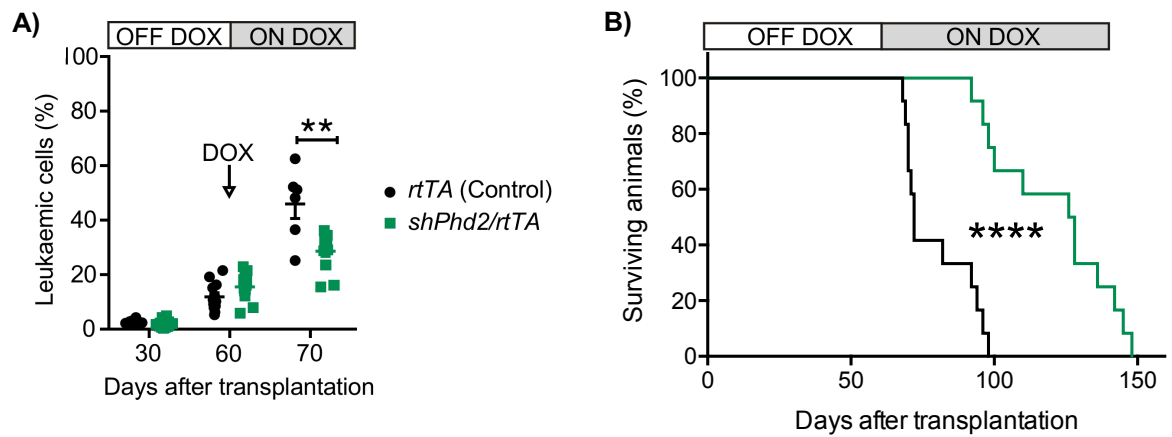 A)
OFF DOX ON DOX
Leukaemic cells (%)
100
80
60
40
20
0
DOX
**
30 60 70
Days after transplantation
rtTA (Control)
shPhd2/rtTA
B)
OFF DOX ON DOX
Surviving animals (%)
100
80
60
40
20
0
****
0 50 100 150
Days after transplantation